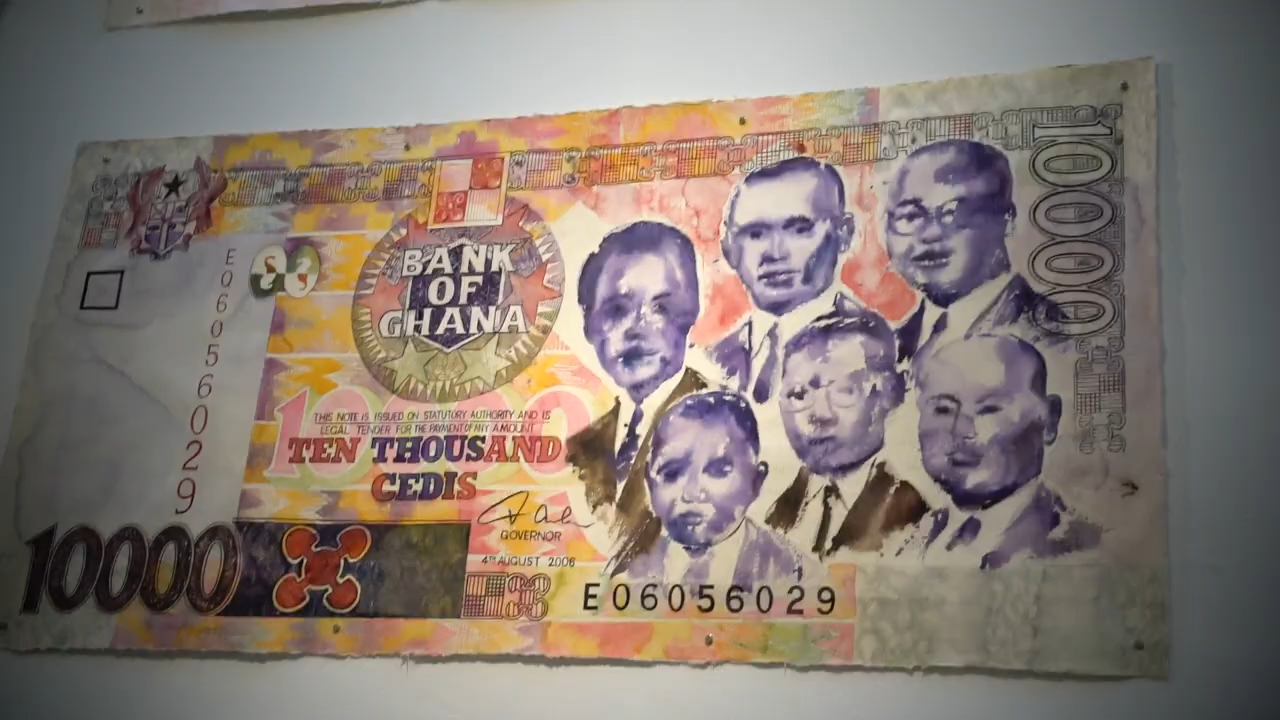 10000
E06056029
BANK
OF
GHANA
1000
THIS NOTE IS ISSUED ON STATUTORY AUTHORITY AND IS
LEGAL TENDER FOR THE PAYMENT OF ANY AMOUNT
TEN THOUSAND
CEDIS
GOVERNOR
4TH AUGUST 2006
10000
E06056029